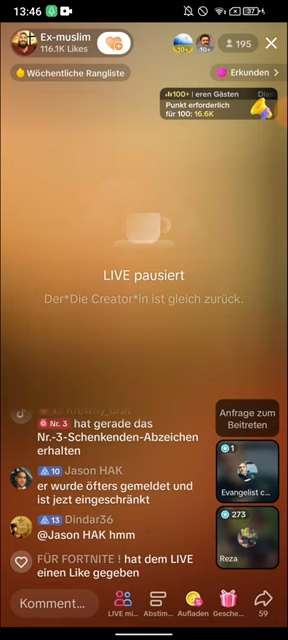 13:46
37
Ex-muslim
116.1K Likes
10+
10+
195
Wöchentliche Rangliste
Erkunden >
100+ | eren Gästen
Punkt erforderlich
für 100: 16.6K
LIVE pausiert
Der*Die Creator*in ist gleich zurück.
Nr. 3 hat gerade das
Nr.-3-Schenkenden-Abzeichen
erhalten
Anfrage zum
Beitreten
10 Jason HAK
er wurde öfters gemeldet und
ist jezt eingeschränkt
1
Evangelist c...
13 Dindar36
@Jason HAK hmm
273
Reza
FÜR FORTNITE ! hat dem LIVE
einen Like gegeben
Komment...
LIVE mi...
Abstim...
Aufladen
Gesche...
59